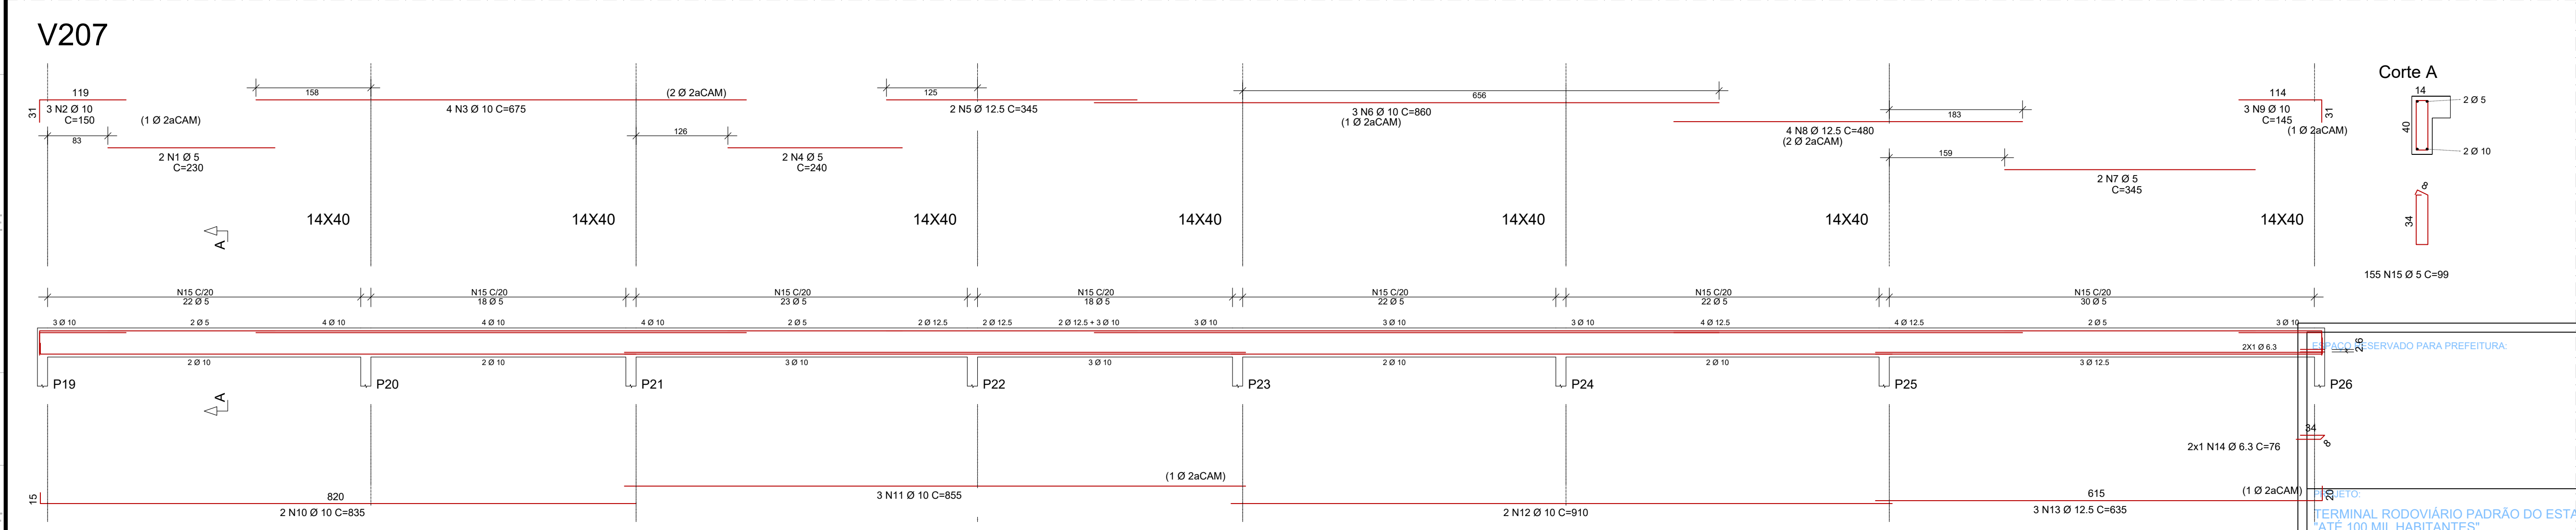 V207
119
31
3 N2 Ø 10
C=150
(1 Ø 2aCAM)
83
2 N1 Ø 5
C=230
158
4 N3 Ø 10 C=675
(2 Ø 2aCAM)
126
2 N4 Ø 5
C=240
125
2 N5 Ø 12.5 C=345
656
3 N6 Ø 10 C=860
(1 Ø 2aCAM)
183
4 N8 Ø 12.5 C=480
(2 Ø 2aCAM)
159
2 N7 Ø 5
C=345
114
31
3 N9 Ø 10
C=145
(1 Ø 2aCAM)
Corte A
14
40
2 Ø 5
2 Ø 10
8
34
155 N15 Ø 5 C=99
14X40
14X40
14X40
14X40
14X40
14X40
14X40
A
N15 C/20
22 Ø 5
N15 C/20
18 Ø 5
N15 C/20
23 Ø 5
N15 C/20
18 Ø 5
N15 C/20
22 Ø 5
N15 C/20
22 Ø 5
N15 C/20
30 Ø 5
3 Ø 10
2 Ø 5
4 Ø 10
4 Ø 10
4 Ø 10
2 Ø 5
2 Ø 12.5
2 Ø 12.5
2 Ø 12.5 + 3 Ø 10
3 Ø 10
3 Ø 10
3 Ø 10
4 Ø 12.5
4 Ø 12.5
2 Ø 5
3 Ø 10
2X1 Ø 6.3
2,6
ESPAÇO RESERVADO PARA PREFEITURA:
2 Ø 10
2 Ø 10
3 Ø 10
3 Ø 10
2 Ø 10
2 Ø 10
3 Ø 12.5
P19
P20
P21
P22
P23
P24
P25
P26
A
34
8
2x1 N14 Ø 6.3 C=76
15
820
2 N10 Ø 10 C=835
(1 Ø 2aCAM)
3 N11 Ø 10 C=855
2 N12 Ø 10 C=910
615
(1 Ø 2aCAM)
20
3 N13 Ø 12.5 C=635
PROJETO:
TERMINAL RODOVIÁRIO PADRÃO DO ESTA
"ATÉ 100 MIL HABITANTES"